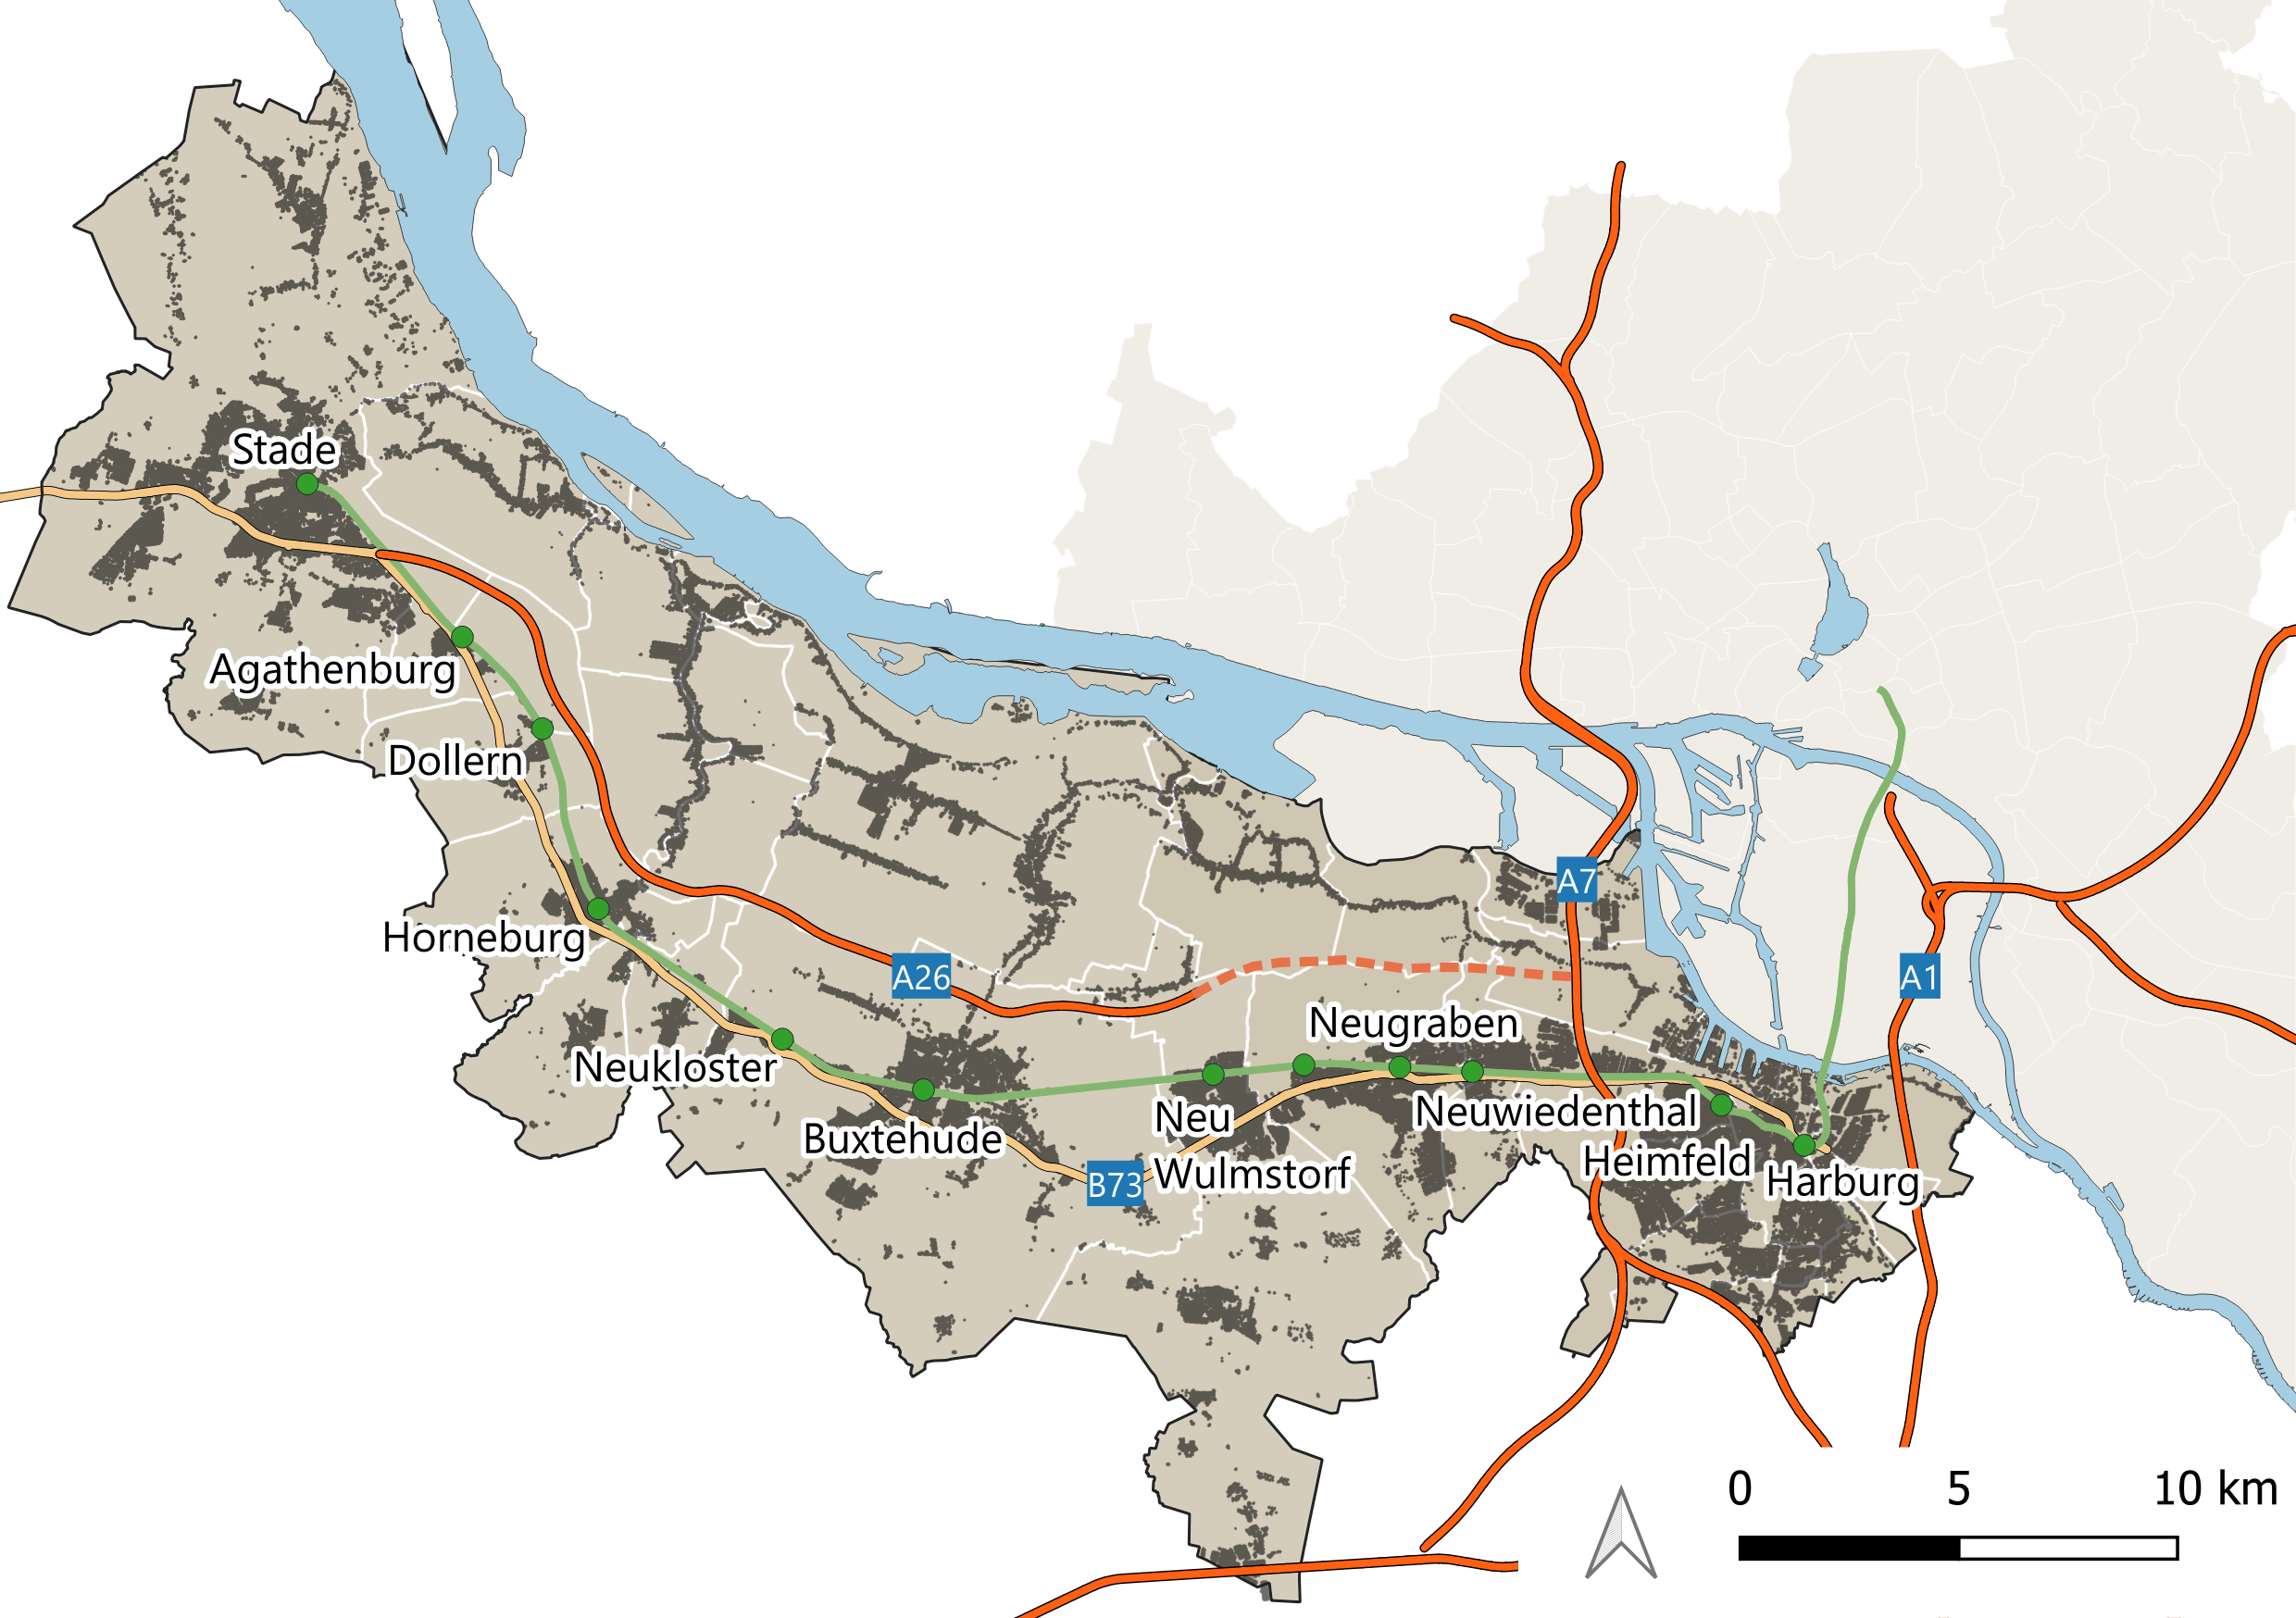 Stade
Agathenburg
Dollern
A7
Horneburg
A26
A1
Neugraben
Neukloster
Neu
Wulmstorf
Neuwiedenthal
Buxtehude
Heimfeld
Harburg
B73
0 5 10 km